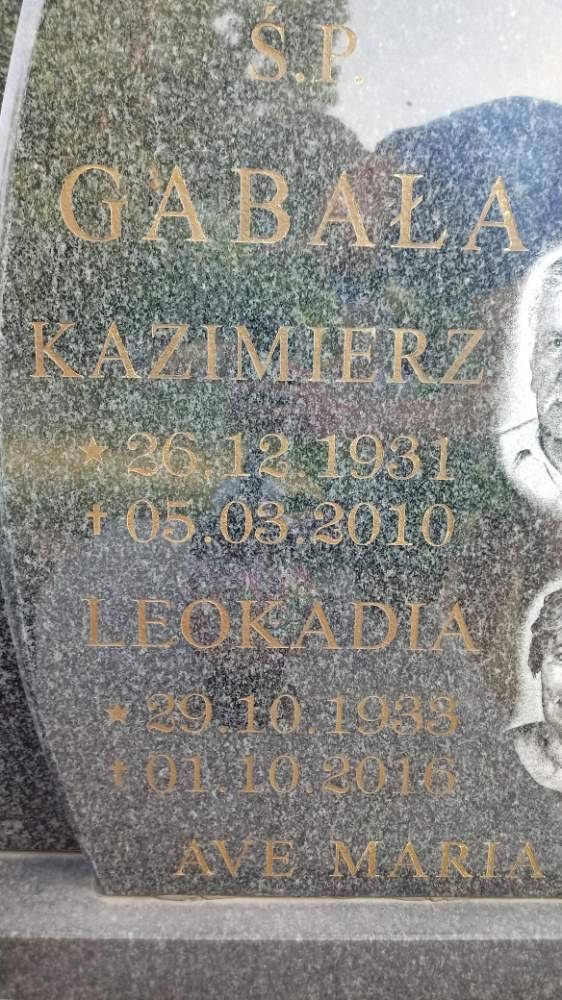 Ś.P.
GABAŁA
KAZIMIERZ
★ 26.12.1931
✝ 05.03.2010
LEOKADIA
★ 29.10.1933
✝ 01.10.2016
AVE MARIA